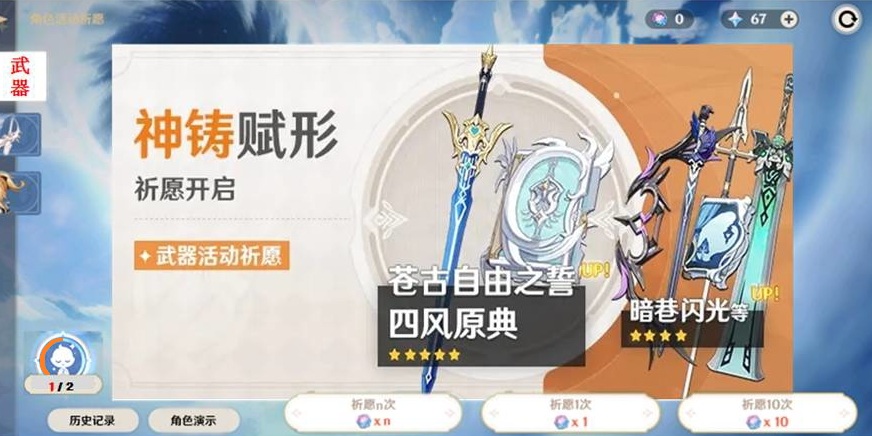 角色活动祈愿
0
67
武
器
神铸赋形
祈愿开启
武器活动祈愿
苍古自由之誓
UP!
四风原典
暗巷闪光等
UP!
1/2
历史记录
角色演示
祈愿n次
x n
祈愿1次
x 1
祈愿10次
x 10